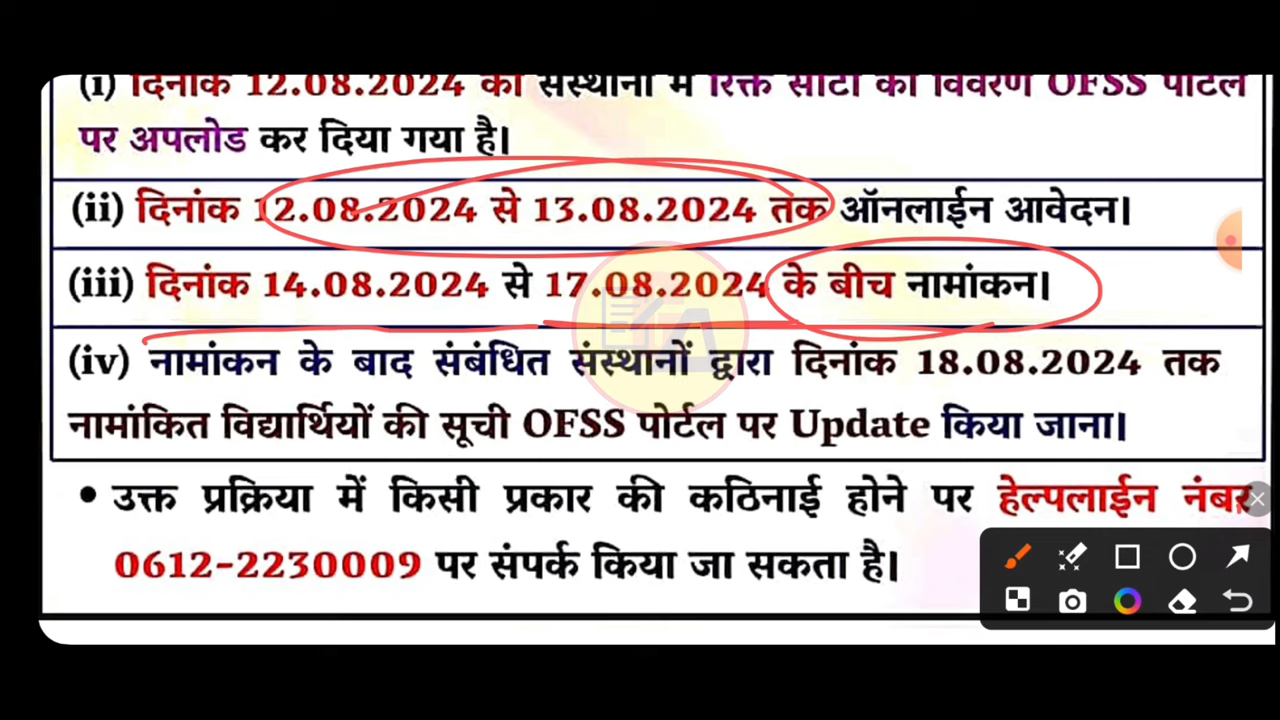 (i) दिनांक 12.08.2024 को संस्थानों में रिक्त सीटों का विवरण OFSS पोर्टल
पर अपलोड कर दिया गया है।
(ii) दिनांक 12.08.2024 से 13.08.2024 तक ऑनलाईन आवेदन।
(iii) दिनांक 14.08.2024 से 17.08.2024 के बीच नामांकन।
(iv) नामांकन के बाद संबंधित संस्थानों द्वारा दिनांक 18.08.2024 तक
नामांकित विद्यार्थियों की सूची OFSS पोर्टल पर Update किया जाना।
• उक्त प्रक्रिया में किसी प्रकार की कठिनाई होने पर हेल्पलाईन नंबर
0612-2230009 पर संपर्क किया जा सकता है।